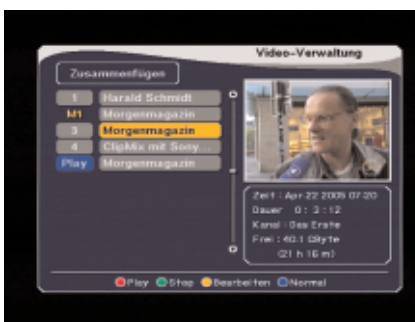 Video-Verwaltung
Zusammenfügen
1 Harald Schmidt
M1 Morgenmagazin
3 Morgenmagazin
4 ClipMix mit Sony...
Play Morgenmagazin
Zeit : Apr.22 2005 07:20
Dauer 0 : 3 : 12
Kanal : Das Erste
Frei : 40.1 GByte
(21 h 16 m)
Play Stop Bearbeiten Normal